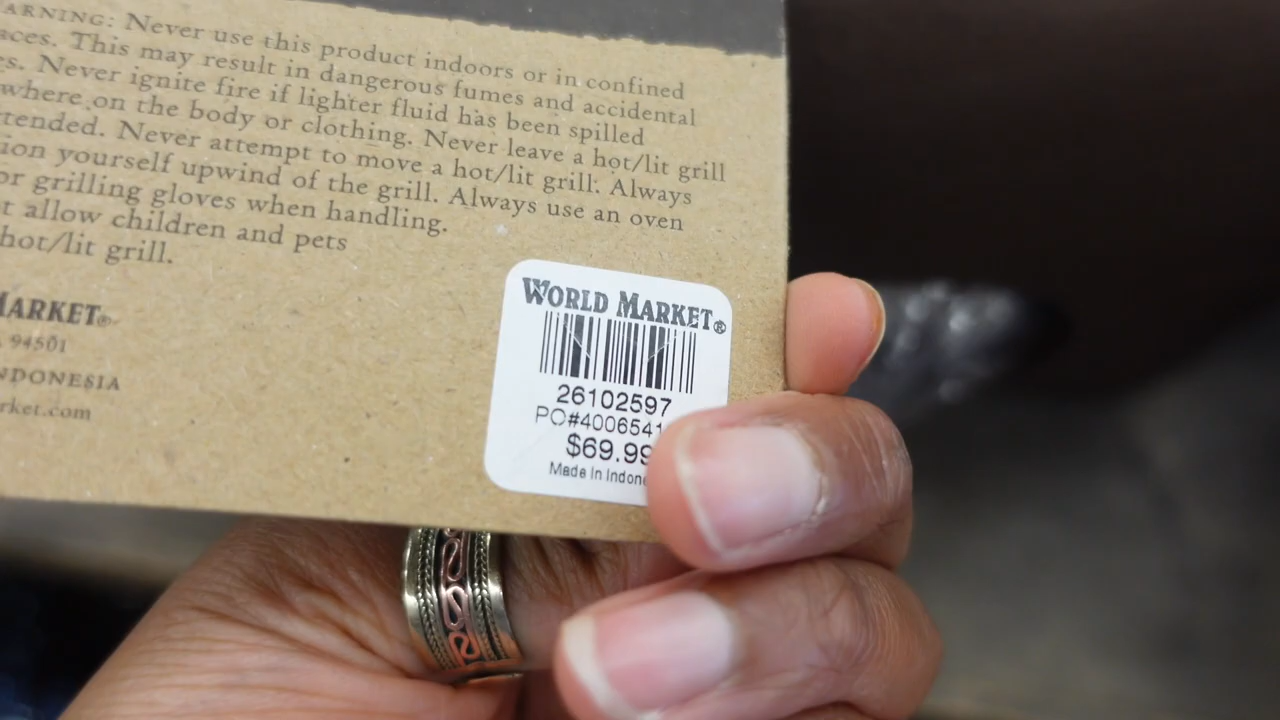 ARNING: Never use this product indoors or in confined
aces. This may result in dangerous fumes and accidental
es. Never ignite fire if lighter fluid has been spilled
where on the body or clothing. Never leave a hot/lit grill
tended. Never attempt to move a hot/lit grill. Always
ion yourself upwind of the grill. Always use an oven
or grilling gloves when handling.
t allow children and pets
hot/lit grill.
MARKET®
94501
NDONESIA
rket.com
WORLD MARKET®
26102597
PO#4006541
$69.99
Made in Indone